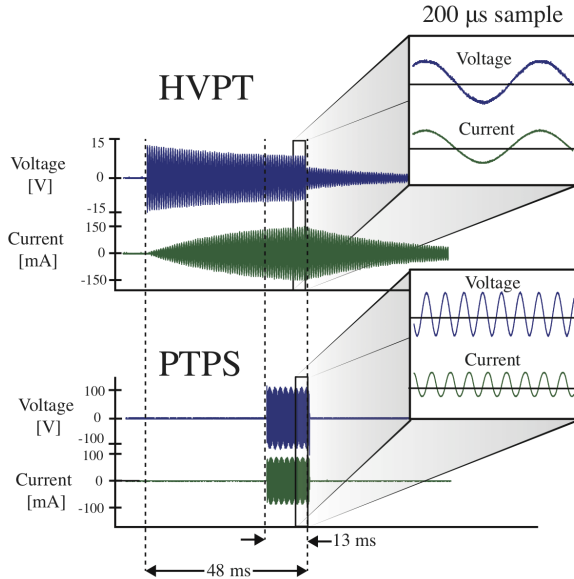 200 μs sample
Voltage
Current
HVPT
Voltage
[V]
15
0
-15
Current
[mA]
150
0
-150
Voltage
Current
PTPS
Voltage
[V]
100
0
-100
Current
[mA]
100
0
-100
13 ms
48 ms